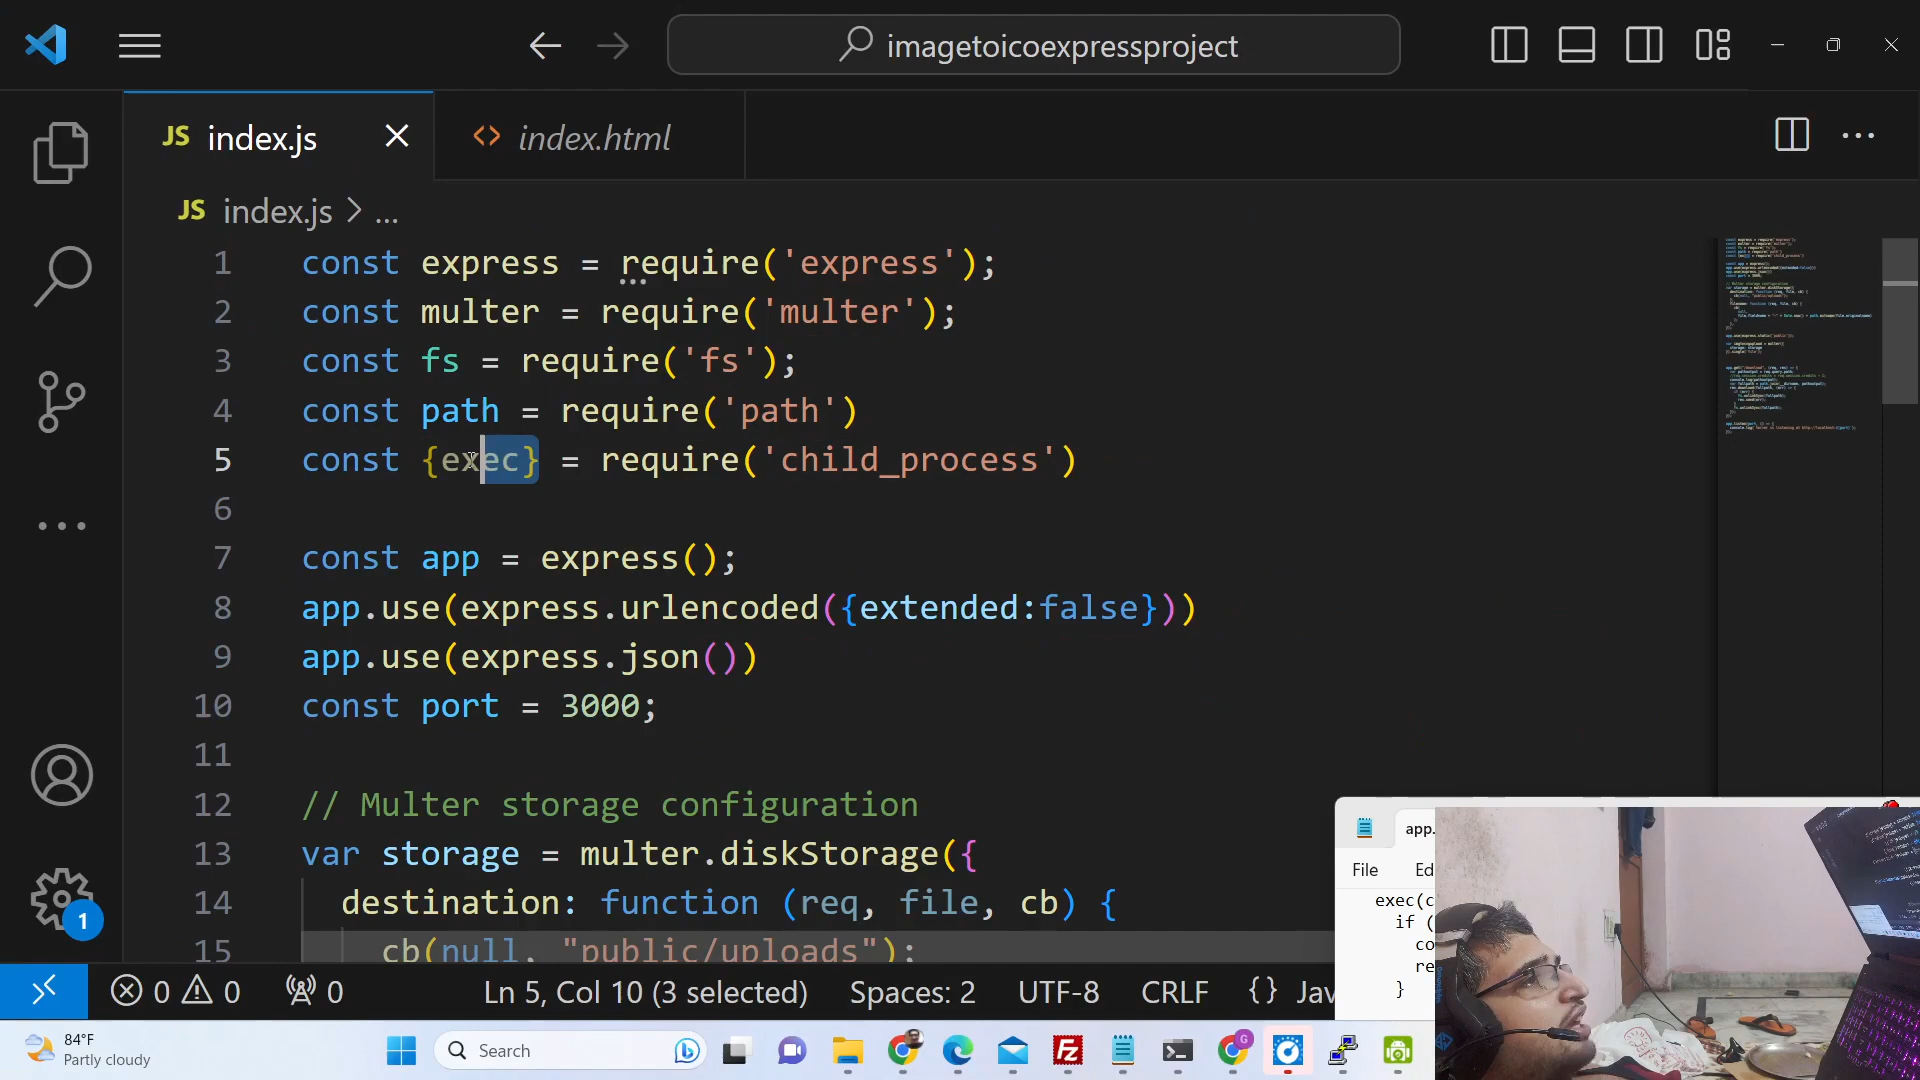 imagetoicoexpressproject
JS index.js
<> index.html
JS index.js > ...
1 const express = require('express');
2 const multer = require('multer');
3 const fs = require('fs');
4 const path = require('path')
5 const {exec} = require('child_process')
6
7 const app = express();
8 app.use(express.urlencoded({extended:false}))
9 app.use(express.json())
10 const port = 3000;
11
12 // Multer storage configuration
13 var storage = multer.diskStorage({
14 destination: function (req, file, cb) {
15 cb(null, "public/uploads");
app.
File Ed
exec(c
if (
co
re
}
1
0 0 0 Ln 5, Col 10 (3 selected) Spaces: 2 UTF-8 CRLF {} Jav
84°F
Partly cloudy
Search